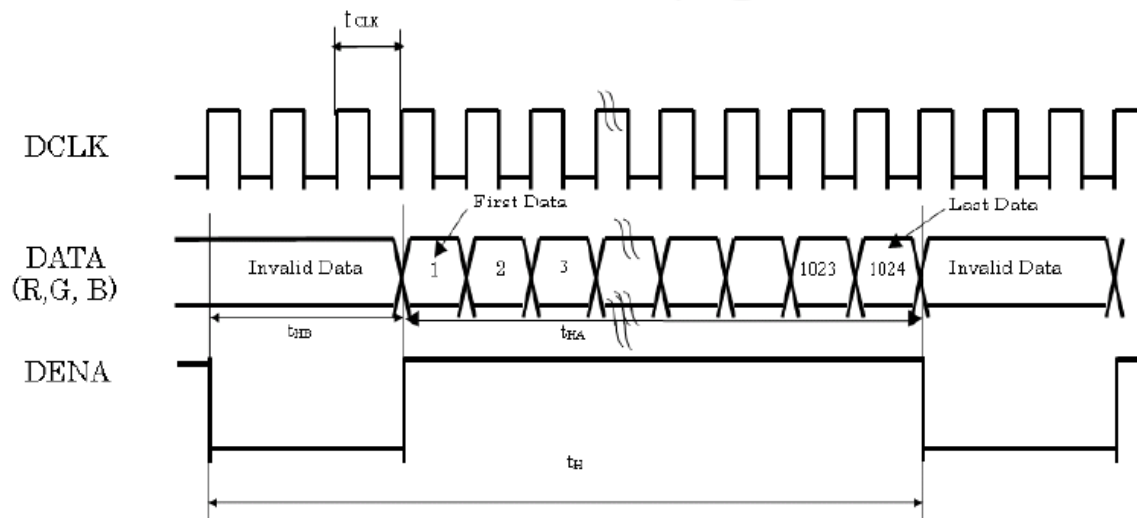 t CLK
DCLK
First Data
Last Data
DATA
(R,G, B)
Invalid Data
1
2
3
1023
1024
Invalid Data
tHB
tHA
DENA
tH